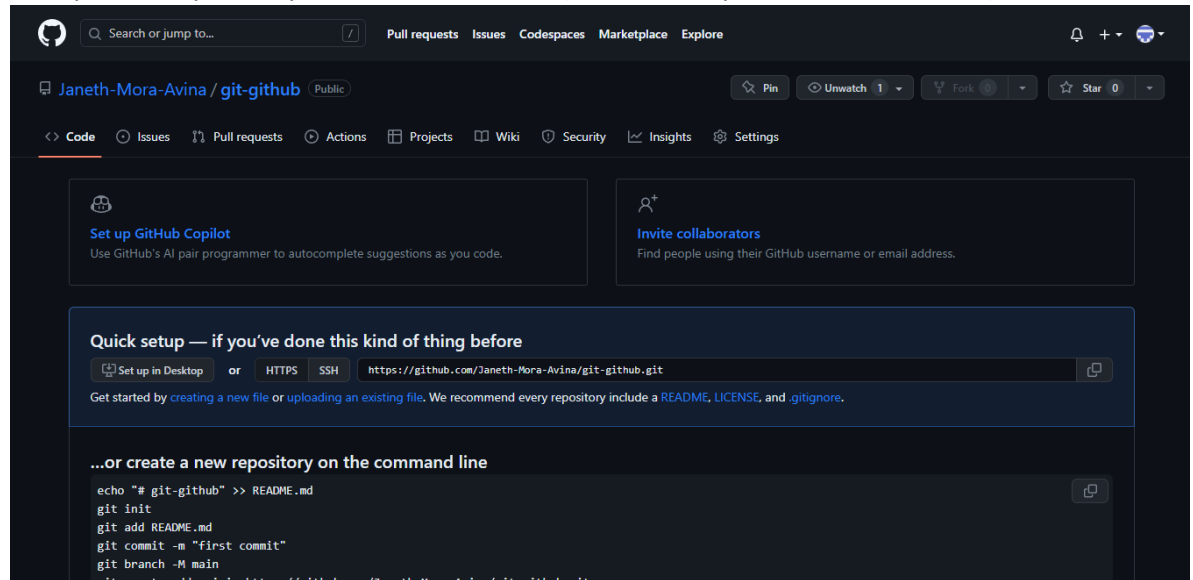 Search or jump to... /
Pull requests Issues Codespaces Marketplace Explore
Janeth-Mora-Avina / git-github Public
Pin Unwatch 1 Fork 0 Star 0
Code Issues Pull requests Actions Projects Wiki Security Insights Settings
Set up GitHub Copilot
Use GitHub's AI pair programmer to autocomplete suggestions as you code.
Invite collaborators
Find people using their GitHub username or email address.
Quick setup — if you've done this kind of thing before
Set up in Desktop or HTTPS SSH https://github.com/Janeth-Mora-Avina/git-github.git
Get started by creating a new file or uploading an existing file. We recommend every repository include a README, LICENSE, and .gitignore.
...or create a new repository on the command line
echo "# git-github" >> README.md
git init
git add README.md
git commit -m "first commit"
git branch -M main